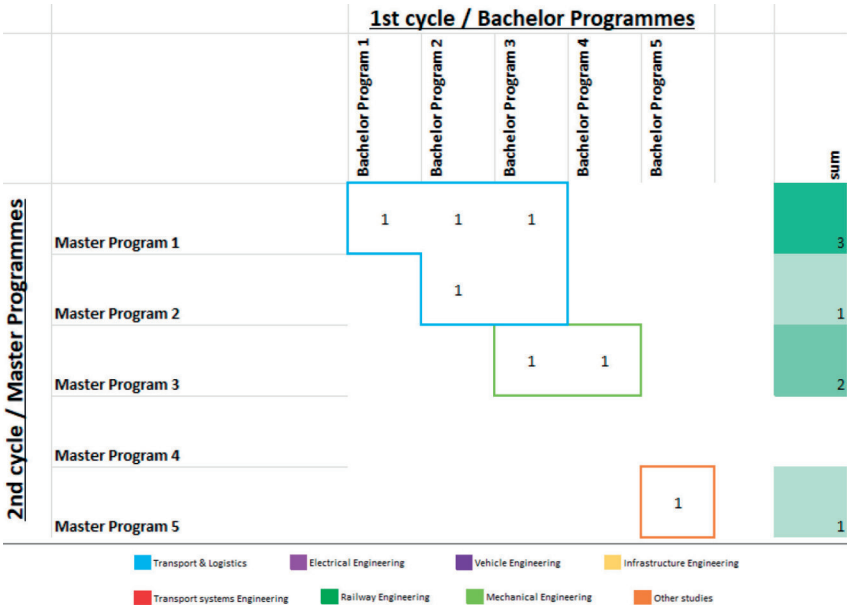 1st cycle / Bachelor Programmes
Bachelor Program 1
Bachelor Program 2
Bachelor Program 3
Bachelor Program 4
Bachelor Program 5
sum
2nd cycle / Master Programmes
Master Program 1 1 1 1 3
Master Program 2 1 1
Master Program 3 1 1 2
Master Program 4
Master Program 5 1 1
Transport & Logistics Electrical Engineering Vehicle Engineering Infrastructure Engineering
Transport systems Engineering Railway Engineering Mechanical Engineering Other studies